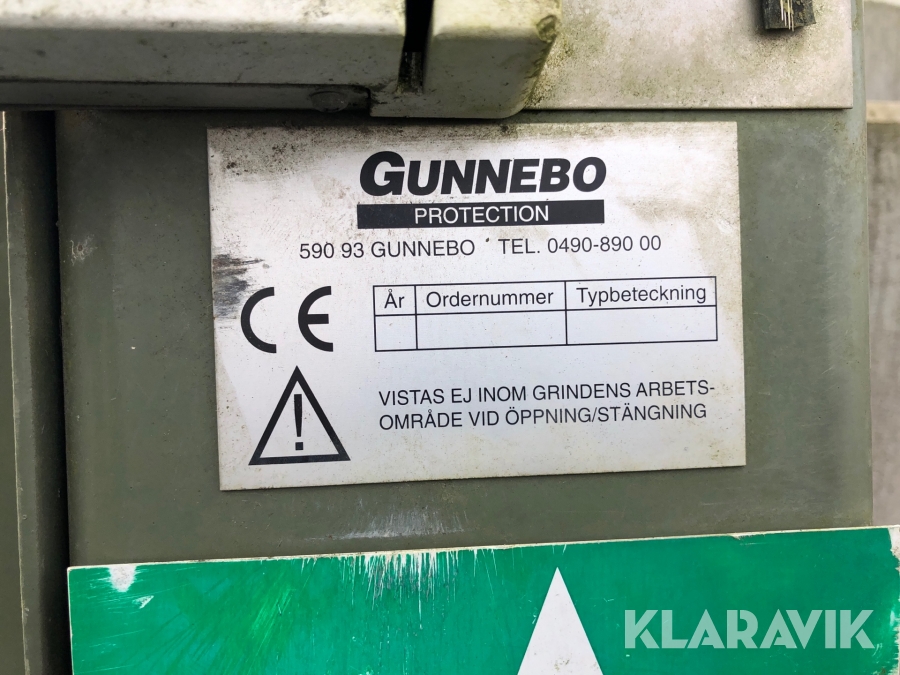 GUNNEBO
PROTECTION
590 93 GUNNEBO · TEL. 0490-890 00
CE
År Ordernummer Typbeteckning
!
VISTAS EJ INOM GRINDENS ARBETS-
OMRÅDE VID ÖPPNING/STÄNGNING
KLARAVIK